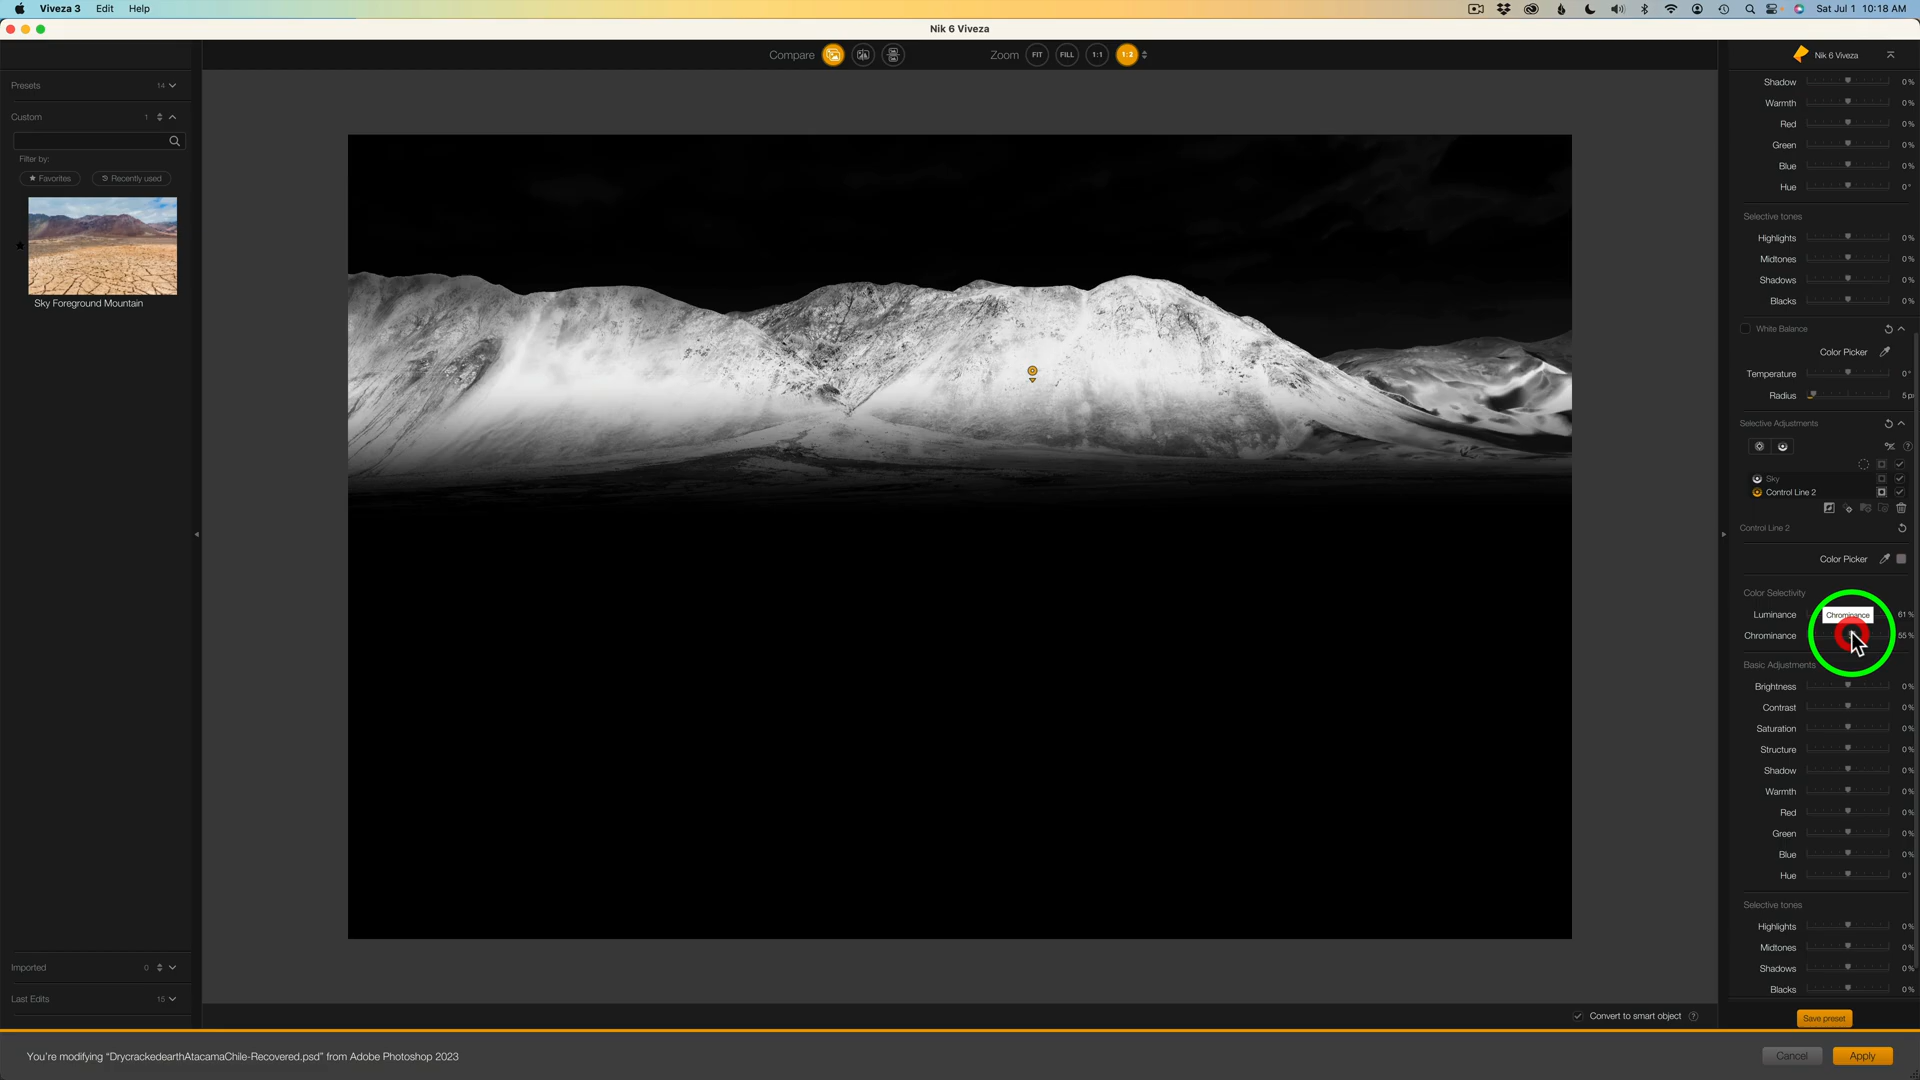 Viveza 3 Edit Help Sat Jul 1 10:18 AM
Nik 6 Viveza
Compare Zoom FIT FILL 1:1 1:2
Nik 6 Viveza
Presets 14
Custom 1
Filter by:
Favorites Recently used
Sky Foreground Mountain
Imported 0
Last Edits 15
Shadow 0 %
Warmth 0 %
Red 0 %
Green 0 %
Blue 0 %
Hue 0 °
Selective tones
Highlights 0 %
Midtones 0 %
Shadows 0 %
Blacks 0 %
White Balance
Color Picker
Temperature 0 °
Radius 5 p
Selective Adjustments
?
Sky
Control Line 2
Control Line 2
Color Picker
Color Selectivity
Luminance 61 %
Chrominance
Chrominance 55 %
Basic Adjustments
Brightness 0 %
Contrast 0 %
Saturation 0 %
Structure 0 %
Shadow 0 %
Warmth 0 %
Red 0 %
Green 0 %
Blue 0 %
Hue 0 °
Selective tones
Highlights 0 %
Midtones 0 %
Shadows 0 %
Blacks 0 %
Convert to smart object ?
Save preset
You're modifying "DrycrackedearthAtacamaChile-Recovered.psd" from Adobe Photoshop 2023
Cancel Apply